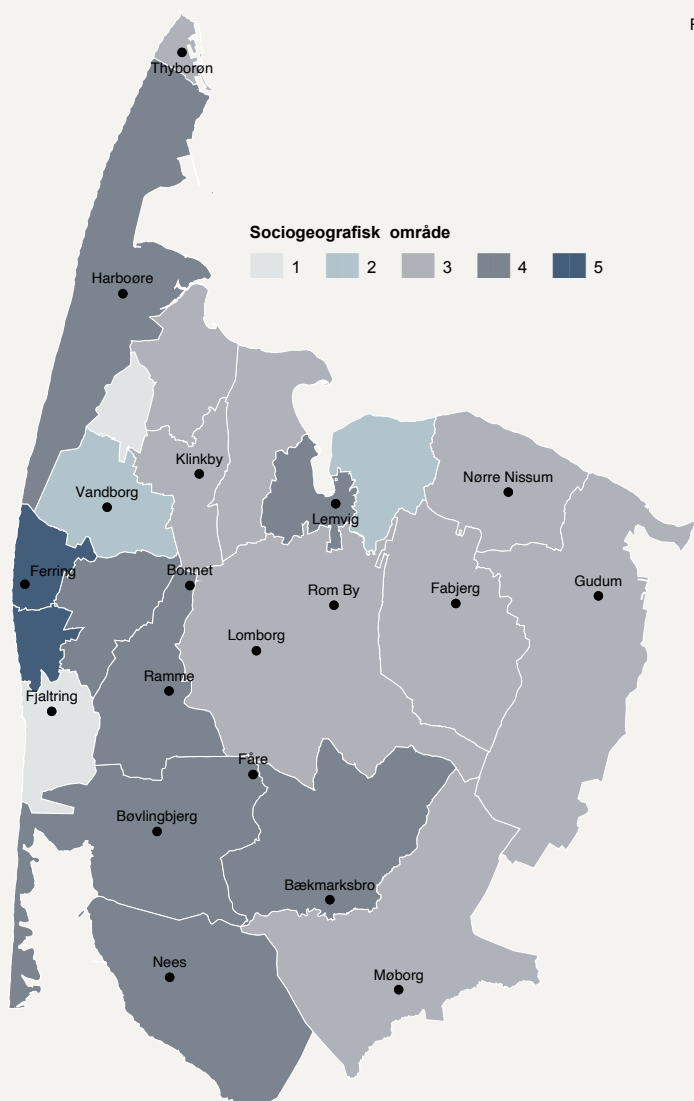 F
Thyborøn
Sociogeografisk område
1 2 3 4 5
Harboøre
Klinkby
Nørre Nissum
Vandborg
Lemvig
Ferring
Bonnet
Gudum
Rom By
Fabjerg
Lomborg
Ramme
Fjaltring
Fåre
Bøvlingbjerg
Bækmarksbro
Nees
Møborg